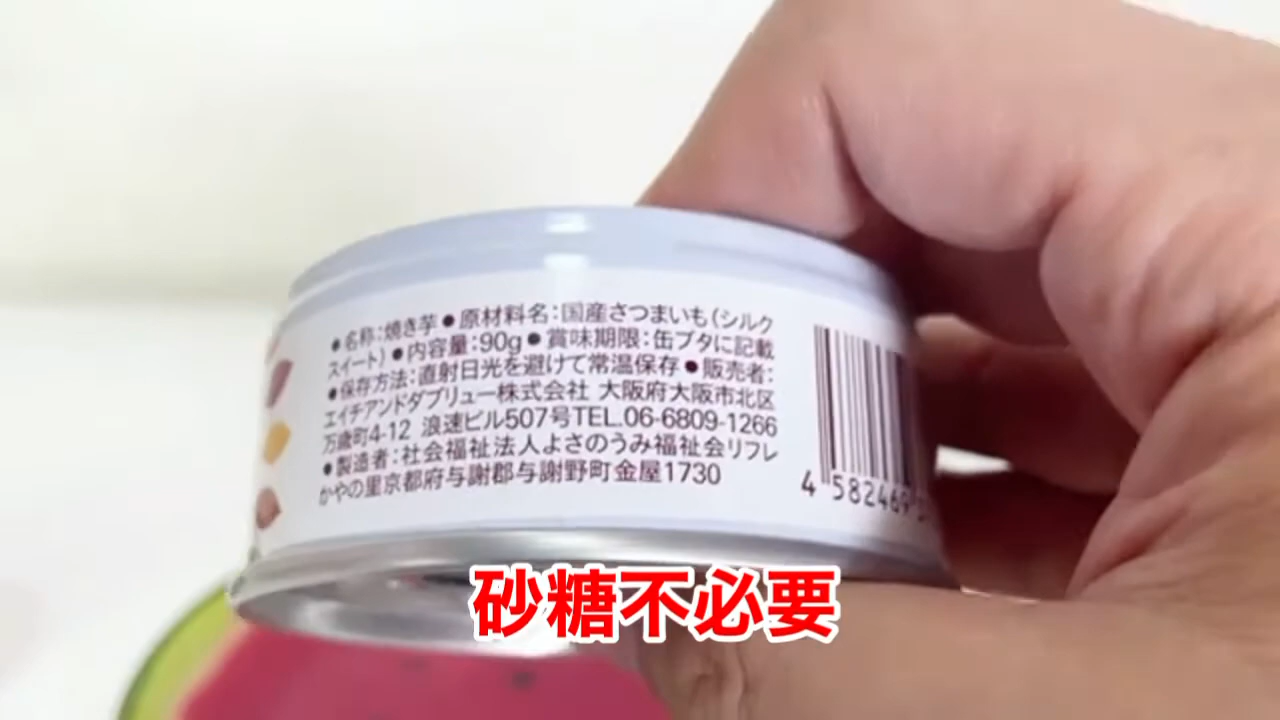 ●名称:焼き芋●原材料名:国産さつまいも(シルク
スイート)●内容量:90g●賞味期限:缶ブタに記載
●保存方法:直射日光を避けて常温保存●販売者:
エイチアンドダブリュー株式会社 大阪府大阪市北区
万歳町4-12 浪速ビル507号TEL.06-6809-1266
●製造者:社会福祉法人よさのうみ福祉会リフレ
かやの里京都府与謝郡与謝野町金屋1730
4 582469
砂糖不必要